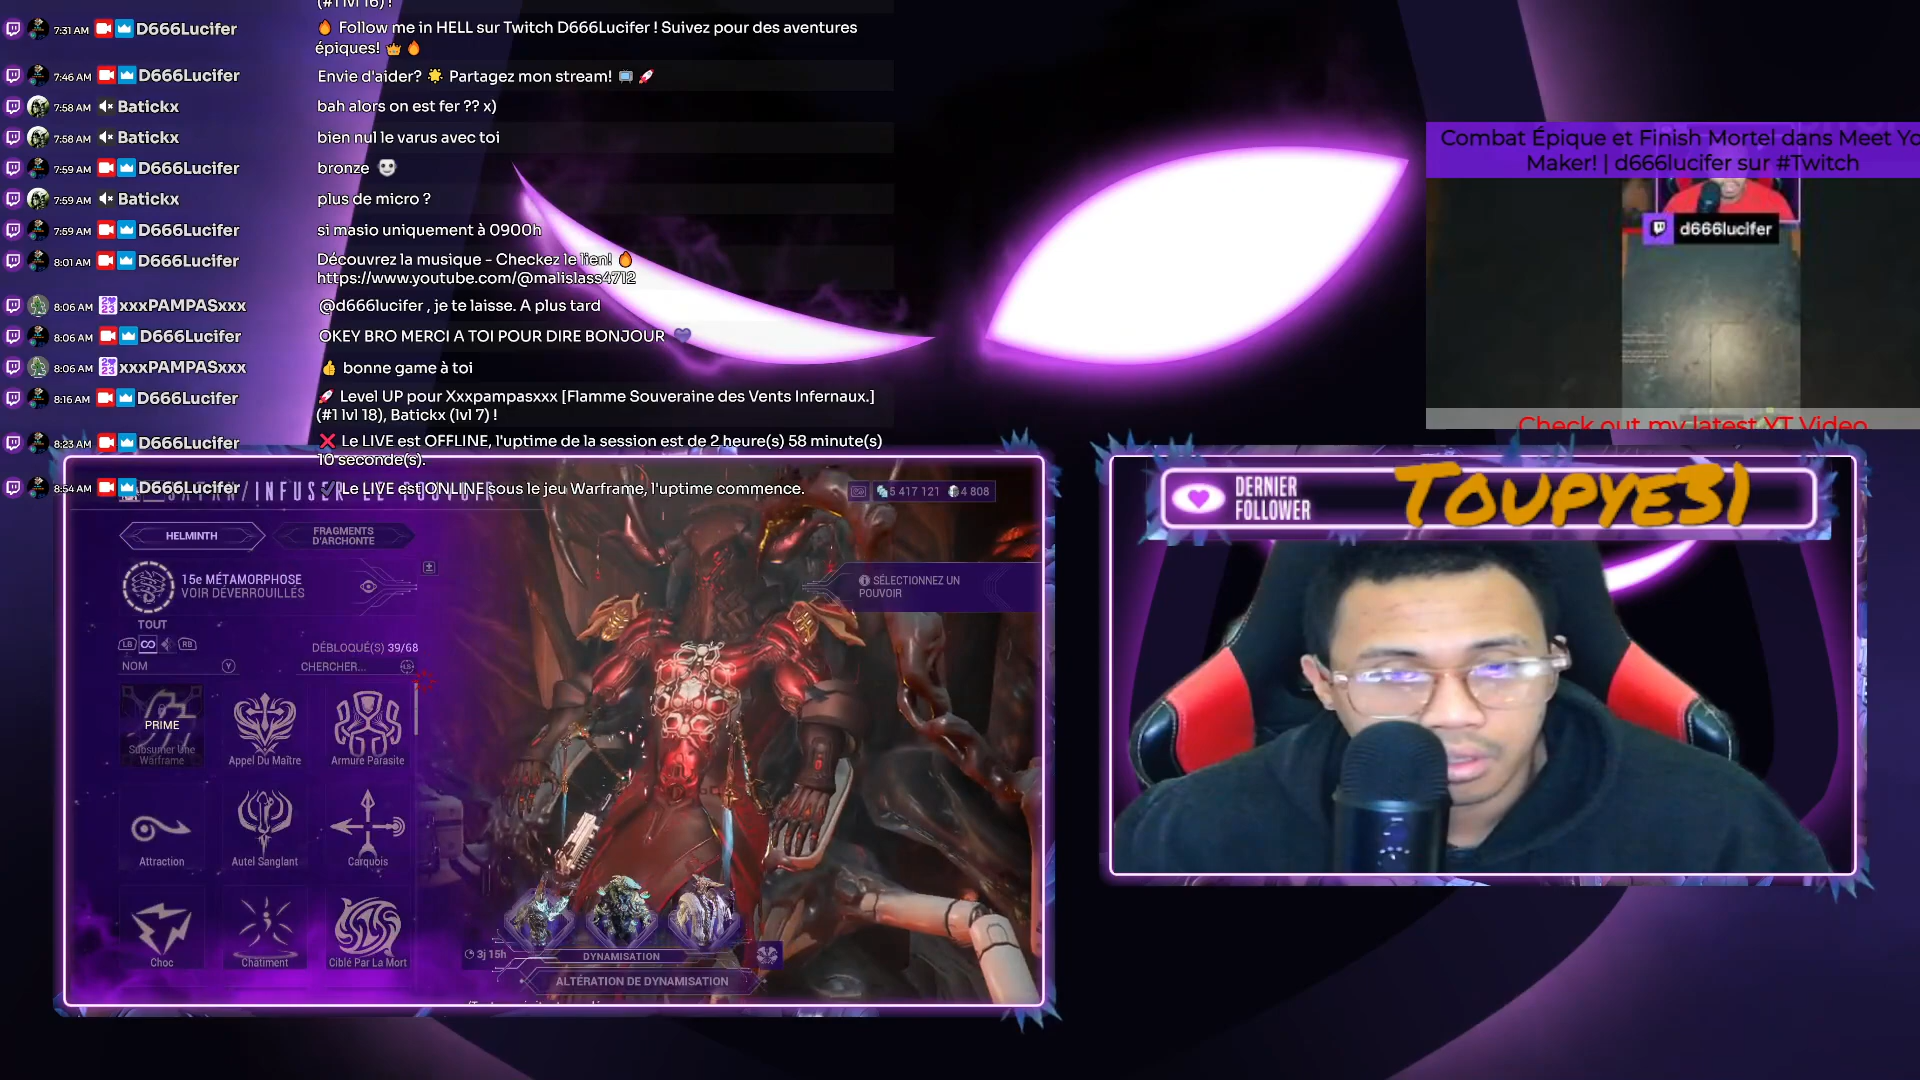 (#1 lvl 16) !
7:31 AM D666Lucifer 🔥 Follow me in HELL sur Twitch D666Lucifer ! Suivez pour des aventures
épiques! 👑 🔥
7:46 AM D666Lucifer Envie d'aider? 🌟 Partagez mon stream! 📺 🚀
7:58 AM Batickx bah alors on est fer ?? x)
7:58 AM Batickx bien nul le varus avec toi
7:59 AM D666Lucifer bronze 💀
7:59 AM Batickx plus de micro ?
7:59 AM D666Lucifer si masio uniquement à 0900h
8:01 AM D666Lucifer Découvrez la musique - Checkez le lien! 🔥
https://www.youtube.com/@malislass4712
8:06 AM xxxPAMPASxxx @d666lucifer , je te laisse. A plus tard
8:06 AM D666Lucifer OKEY BRO MERCI A TOI POUR DIRE BONJOUR 💜
8:06 AM xxxPAMPASxxx 👍 bonne game à toi
8:16 AM D666Lucifer 🚀 Level UP pour Xxxpampasxxx [Flamme Souveraine des Vents Infernaux.]
(#1 lvl 18), Batickx (lvl 7) !
8:23 AM D666Lucifer ❌ Le LIVE est OFFLINE, l'uptime de la session est de 2 heure(s) 58 minute(s)
10 seconde(s).
8:54 AM D666Lucifer Le LIVE est ONLINE sous le jeu Warframe, l'uptime commence.
Combat Épique et Finish Mortel dans Meet Yo
Maker! | d666lucifer sur #Twitch
d666lucifer
Check out my latest YT Video
/INFUSER LE POUVOIR
5 417 121 4 808
HELMINTH
FRAGMENTS
D'ARCHONTE
15e MÉTAMORPHOSE
VOIR DÉVERROUILLÉS
TOUT
LB RB
DÉBLOQUÉ(S) 39/68
NOM Y
CHERCHER... LS
SÉLECTIONNEZ UN
POUVOIR
PRIME
Subsumer Une
Warframe
Appel Du Maître
Armure Parasite
Attraction
Autel Sanglant
Carquois
Choc
Châtiment
Ciblé Par La Mort
3j 15h
DYNAMISATION
ALTÉRATION DE DYNAMISATION
DERNIER
FOLLOWER
TOUPYE31